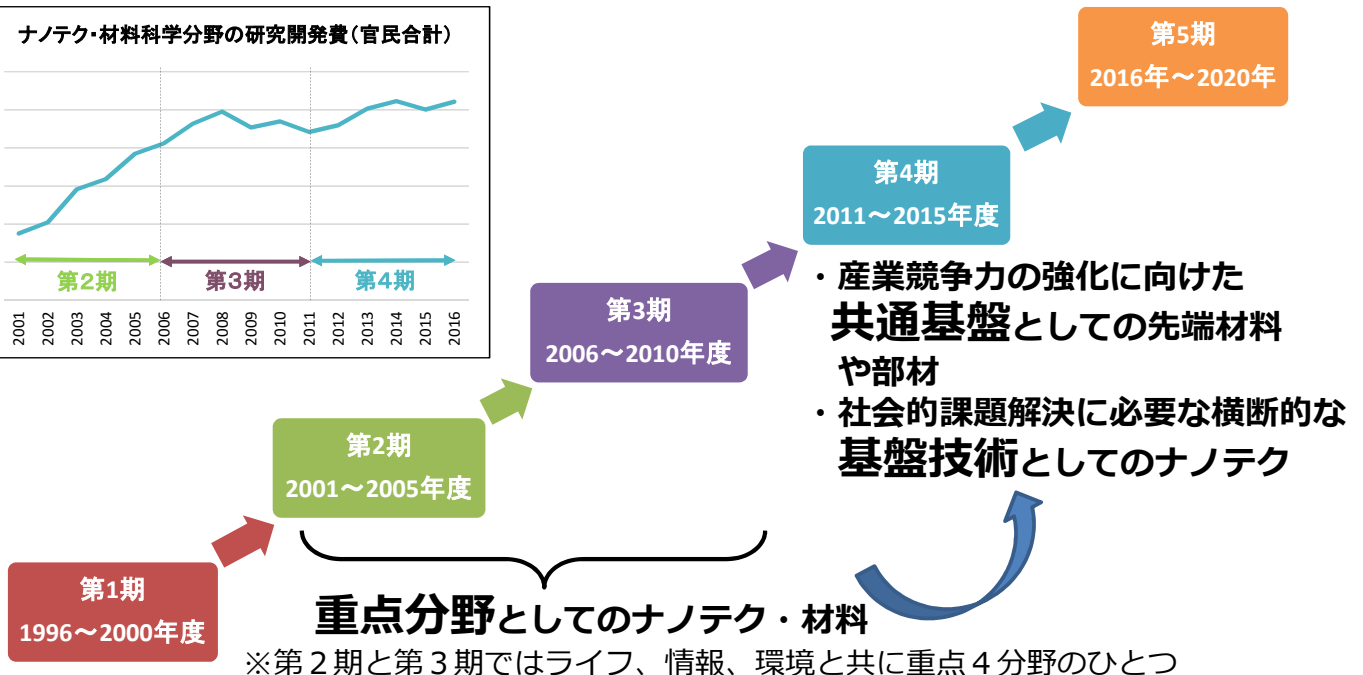 ナノテク・材料科学分野の研究開発費(官民合計)
第2期
第3期
第4期
2001
2002
2003
2004
2005
2006
2007
2008
2009
2010
2011
2012
2013
2014
2015
2016
第5期
2016年～2020年
第4期
2011～2015年度
・産業競争力の強化に向けた
共通基盤としての先端材料
や部材
・社会的課題解決に必要な横断的な
基盤技術としてのナノテク
第3期
2006～2010年度
第2期
2001～2005年度
第1期
1996～2000年度
重点分野としてのナノテク・材料
※第２期と第３期ではライフ、情報、環境と共に重点４分野のひとつ